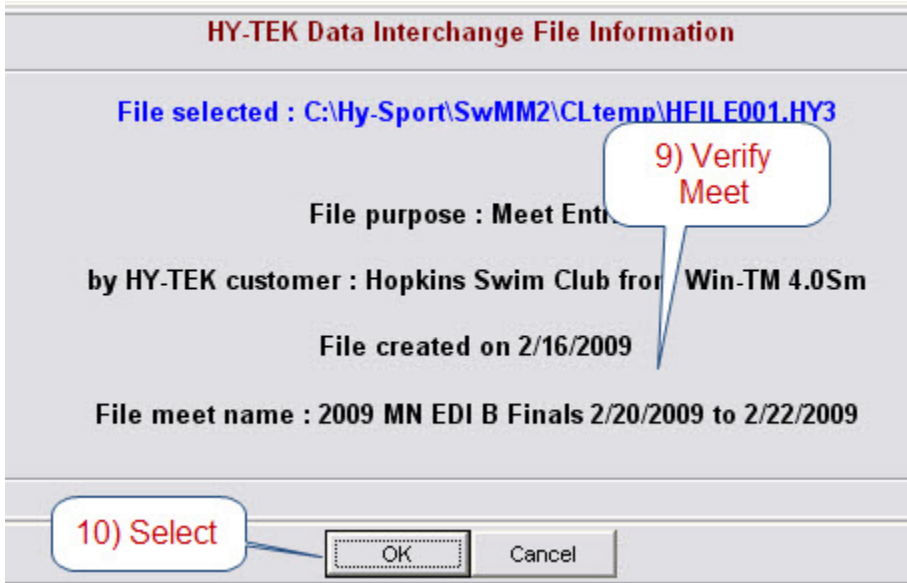 HY-TEK Data Interchange File Information
File selected : C:\Hy-Sport\SwMM2\CLtemp\HFILE001.HY3
9) Verify
Meet
File purpose : Meet
by HY-TEK customer : Hopkins Swim Club from Win-TM 4.0Sm
File created on 2/16/2009
File meet name : 2009 MN EDI B Finals 2/20/2009 to 2/22/2009
10) Select
OK
Cancel